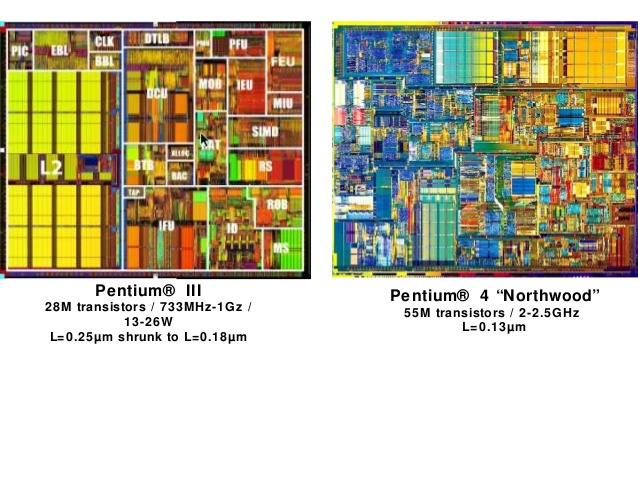 PIC
EBL
CLK
BBL
DTLB
PMH
PFU
FEU
L2
DCU
MOB
IEU
MIU
SIMD
RAT
BTB
ALLOC
BAC
RS
TAP
IFU
ID
ROB
MS
Pentium® III
28M transistors / 733MHz-1Gz /
13-26W
L=0.25µm shrunk to L=0.18µm
Pentium® 4 “Northwood”
55M transistors / 2-2.5GHz
L=0.13µm